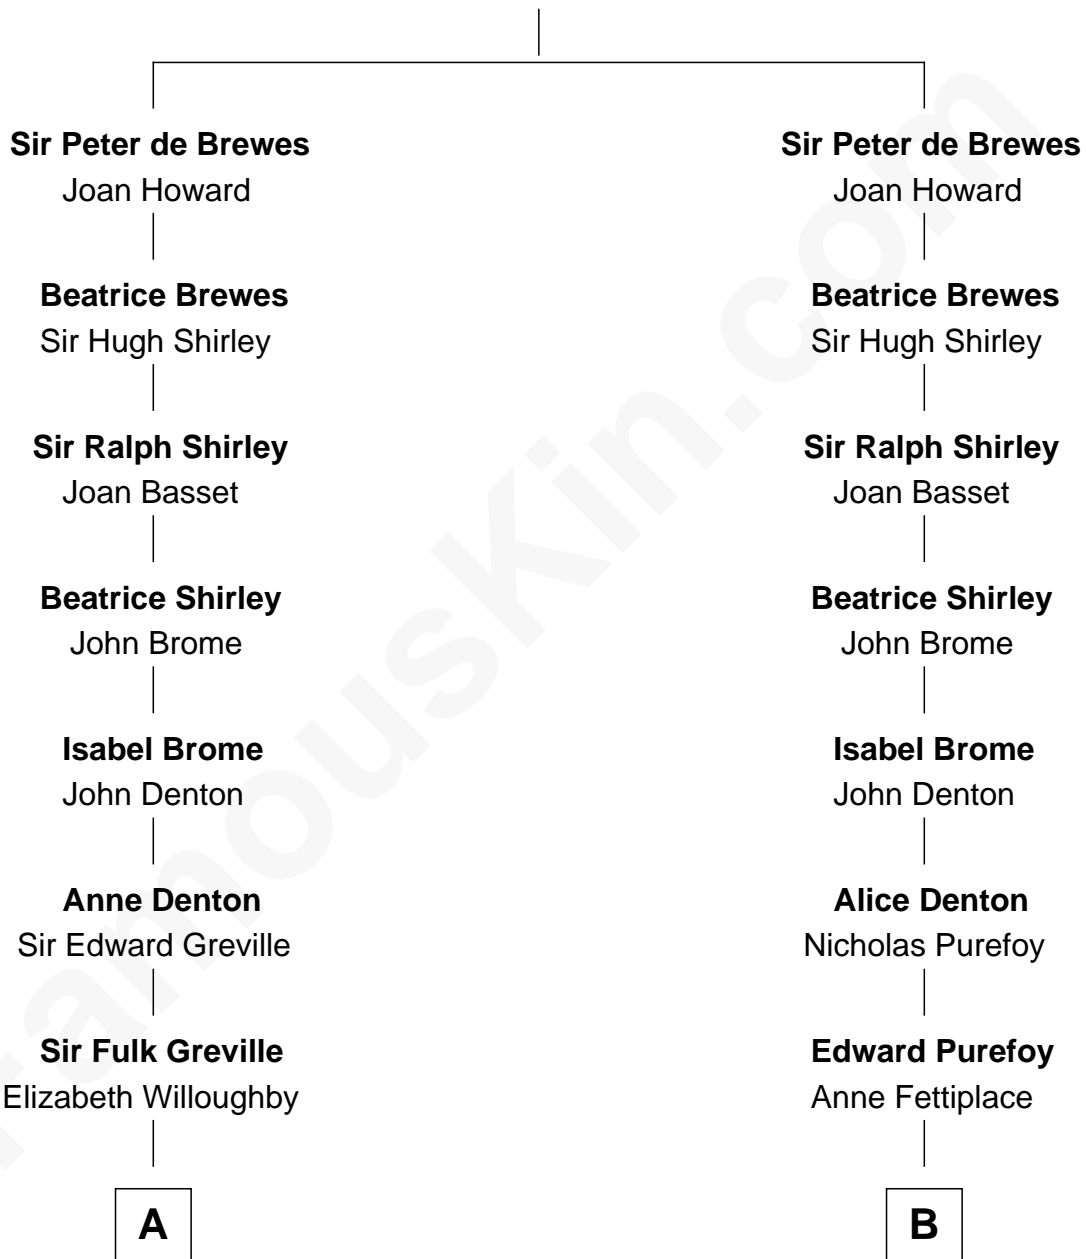 Sir Peter de Brewes
Joan Howard
Beatrice Brewes
Sir Hugh Shirley
Sir Ralph Shirley
Joan Basset
Beatrice Shirley
John Brome
Isabel Brome
John Denton
Anne Denton
Sir Edward Greville
Sir Fulk Greville
Elizabeth Willoughby
A
Sir Peter de Brewes
Joan Howard
Beatrice Brewes
Sir Hugh Shirley
Sir Ralph Shirley
Joan Basset
Beatrice Shirley
John Brome
Isabel Brome
John Denton
Alice Denton
Nicholas Purefoy
Edward Purefoy
Anne Fettiplace
B
FamousKin.com